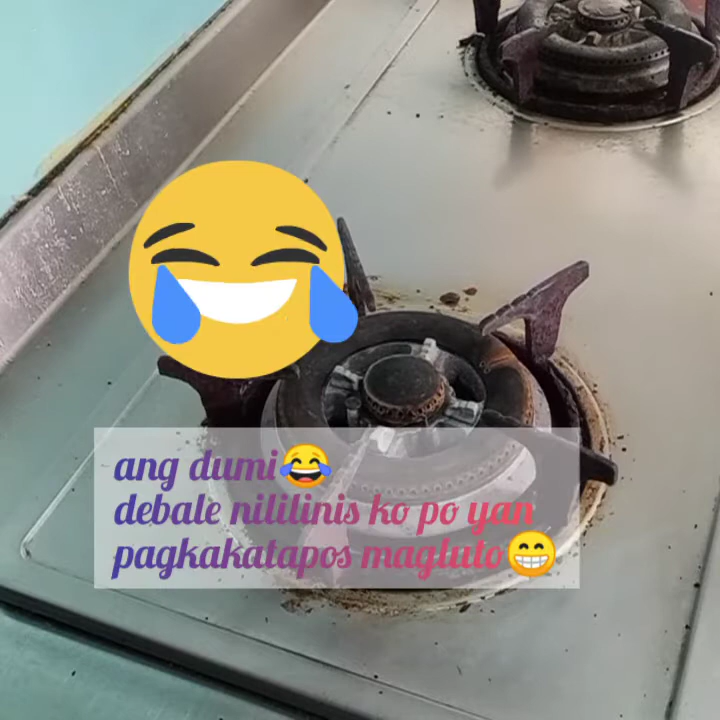 ang dumi😂
debale nililinis ko po yan
pagkakatapos magluto😁